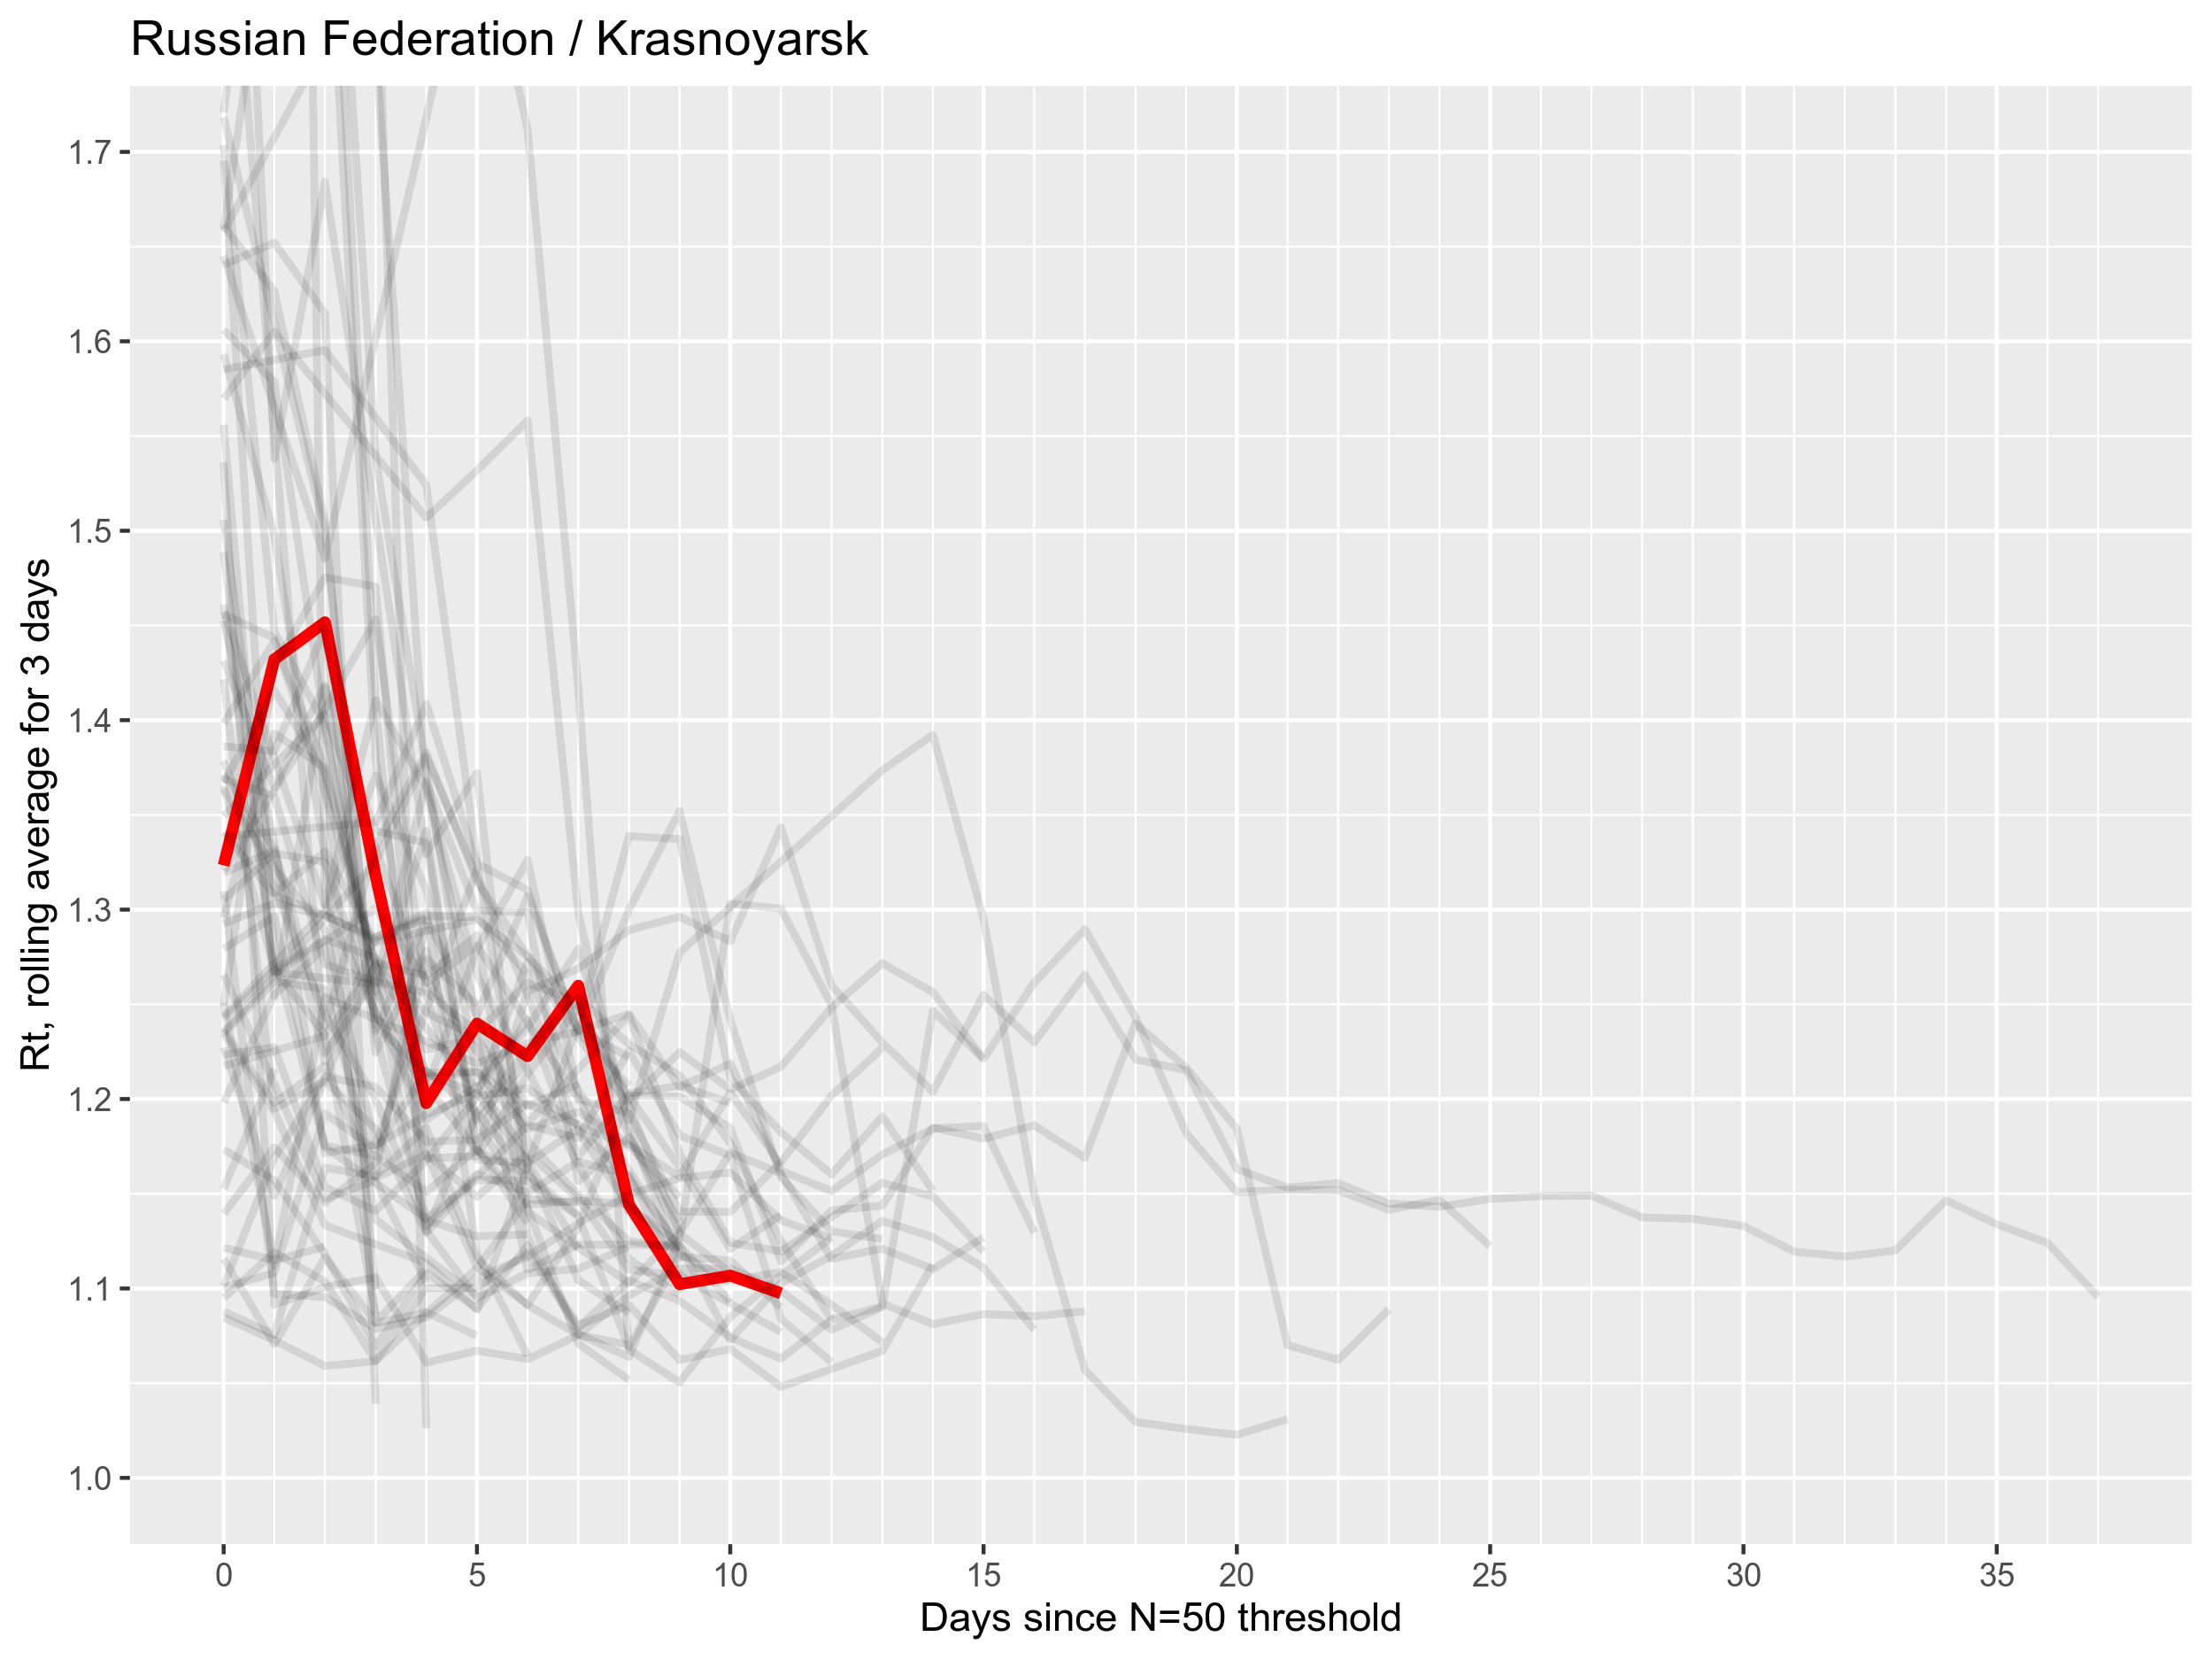 Russian Federation / Krasnoyarsk
Rt, rolling average for 3 days
1.7
1.6
1.5
1.4
1.3
1.2
1.1
1.0
0 5 10 15 20 25 30 35
Days since N=50 threshold